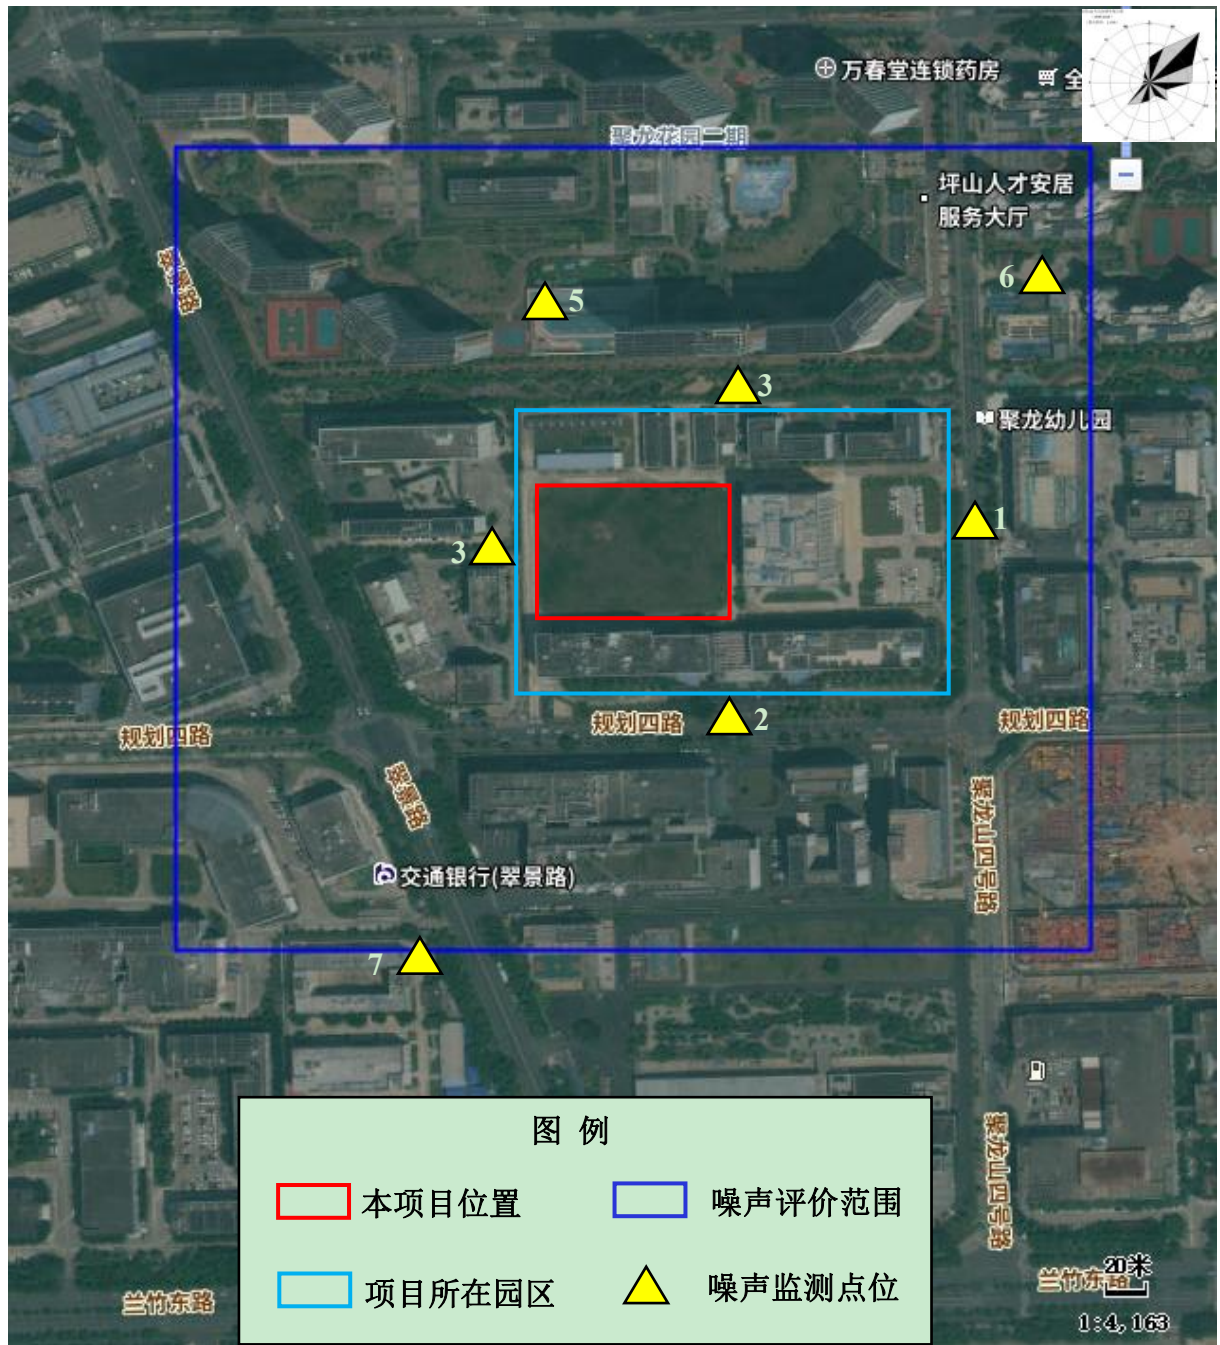 万春堂连锁药房
全
聚龙花园二期
坪山人才安居
服务大厅
翠景路
6
5
3
聚龙幼儿园
1
3
规划四路
规划四路
2
规划四路
翠景路
聚龙山四号路
交通银行(翠景路)
7
图 例
本项目位置
噪声评价范围
项目所在园区
噪声监测点位
聚龙山四号路
兰竹东路
兰竹东路
20米
1:4,163